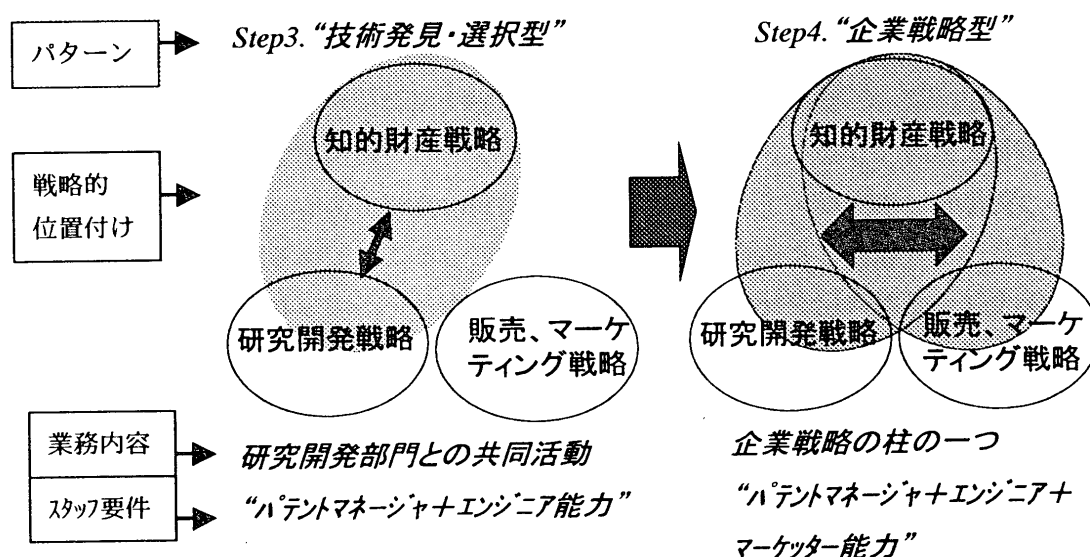 パターン
Step3. “技術発見・選択型”
Step4. “企業戦略型”
知的財産戦略
知的財産戦略
戦略的
位置付け
研究開発戦略
販売、マーケ
ティング戦略
研究開発戦略
販売、マーケ
ティング戦略
業務内容
研究開発部門との共同活動
企業戦略の柱の一つ
スタッフ要件
“パテントマネージャ＋エンジニア能力”
“パテントマネージャ＋エンジニア＋
マーケッター能力”